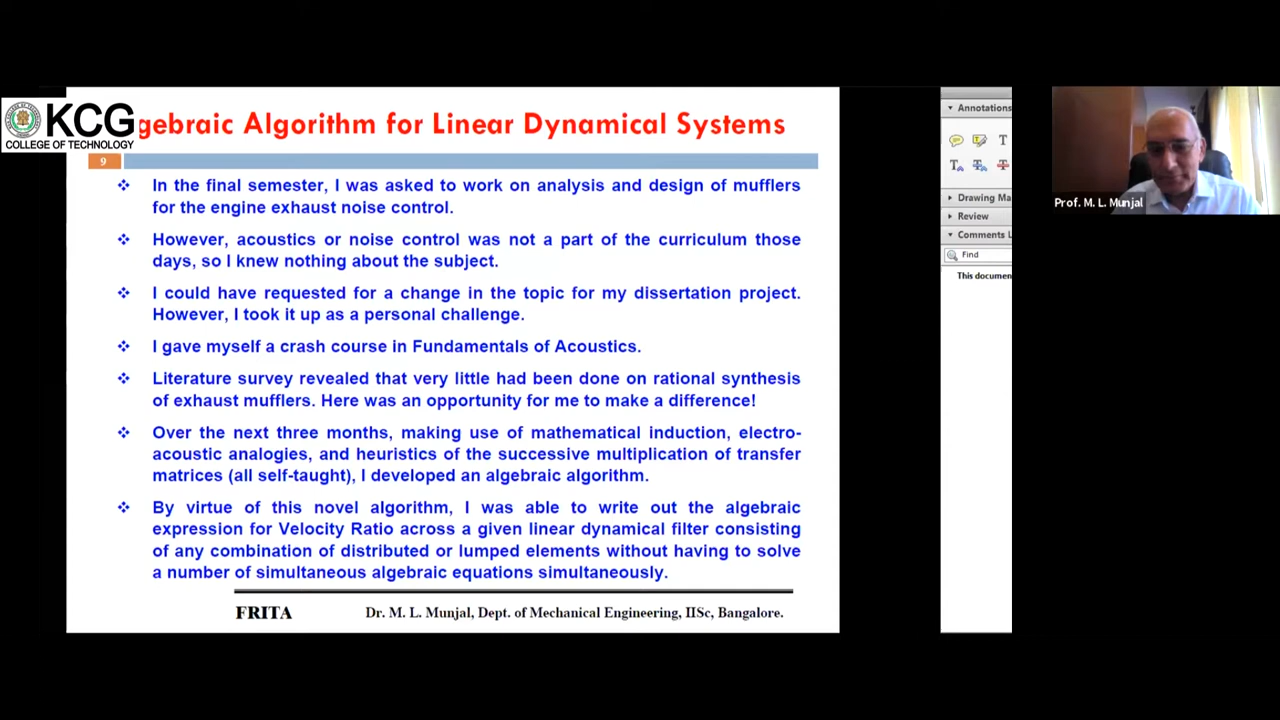 KCG
COLLEGE OF TECHNOLOGY
gebraic Algorithm for Linear Dynamical Systems
9
❖ In the final semester, I was asked to work on analysis and design of mufflers
for the engine exhaust noise control.
❖ However, acoustics or noise control was not a part of the curriculum those
days, so I knew nothing about the subject.
❖ I could have requested for a change in the topic for my dissertation project.
However, I took it up as a personal challenge.
❖ I gave myself a crash course in Fundamentals of Acoustics.
❖ Literature survey revealed that very little had been done on rational synthesis
of exhaust mufflers. Here was an opportunity for me to make a difference!
❖ Over the next three months, making use of mathematical induction, electro-
acoustic analogies, and heuristics of the successive multiplication of transfer
matrices (all self-taught), I developed an algebraic algorithm.
❖ By virtue of this novel algorithm, I was able to write out the algebraic
expression for Velocity Ratio across a given linear dynamical filter consisting
of any combination of distributed or lumped elements without having to solve
a number of simultaneous algebraic equations simultaneously.
FRITA Dr. M. L. Munjal, Dept. of Mechanical Engineering, IISc, Bangalore.
Annotations
Drawing Ma
Review
Comments L
Find
This documen
Prof. M. L. Munjal